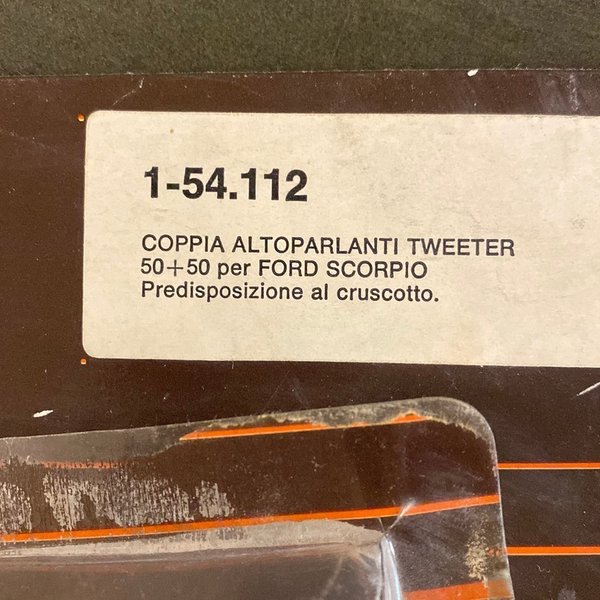 1-54.112
COPPIA ALTOPARLANTI TWEETER
50+50 per FORD SCORPIO
Predisposizione al cruscotto.